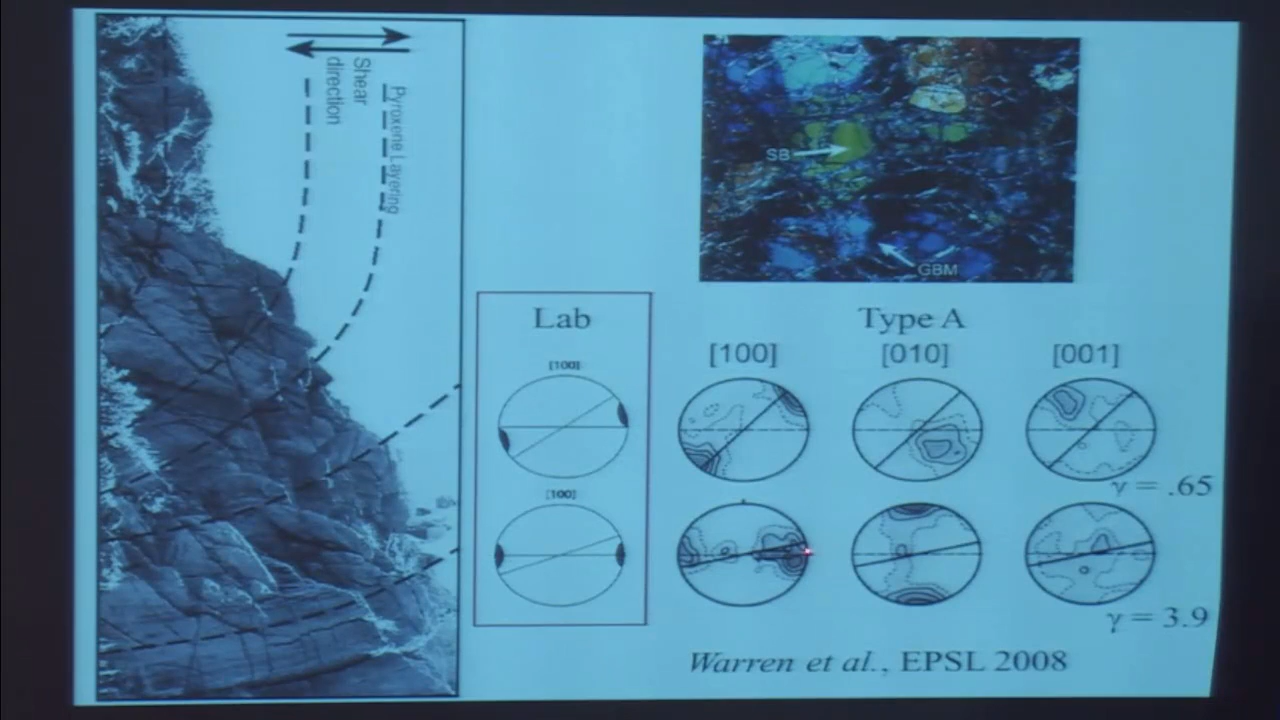 Shear
direction
Pyroxene Layering
SB
GBM
Lab
[100]
[100]
Type A
[100] [010] [001]
γ = .65
γ = 3.9
Warren et al., EPSL 2008